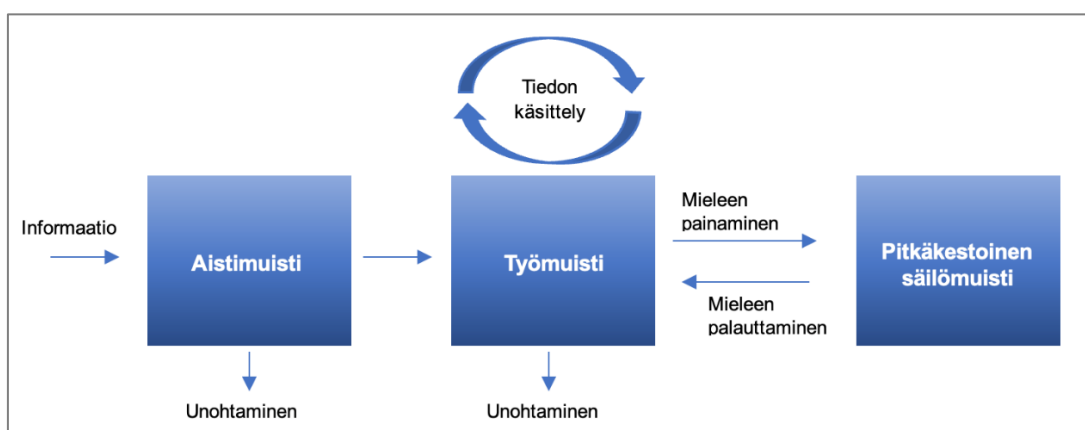 Tiedon
käsittely
Informaatio
Aistimuisti
Työmuisti
Mieleen
painaminen
Mieleen
palauttaminen
Pitkäkestoinen
säilömuisti
Unohtaminen
Unohtaminen